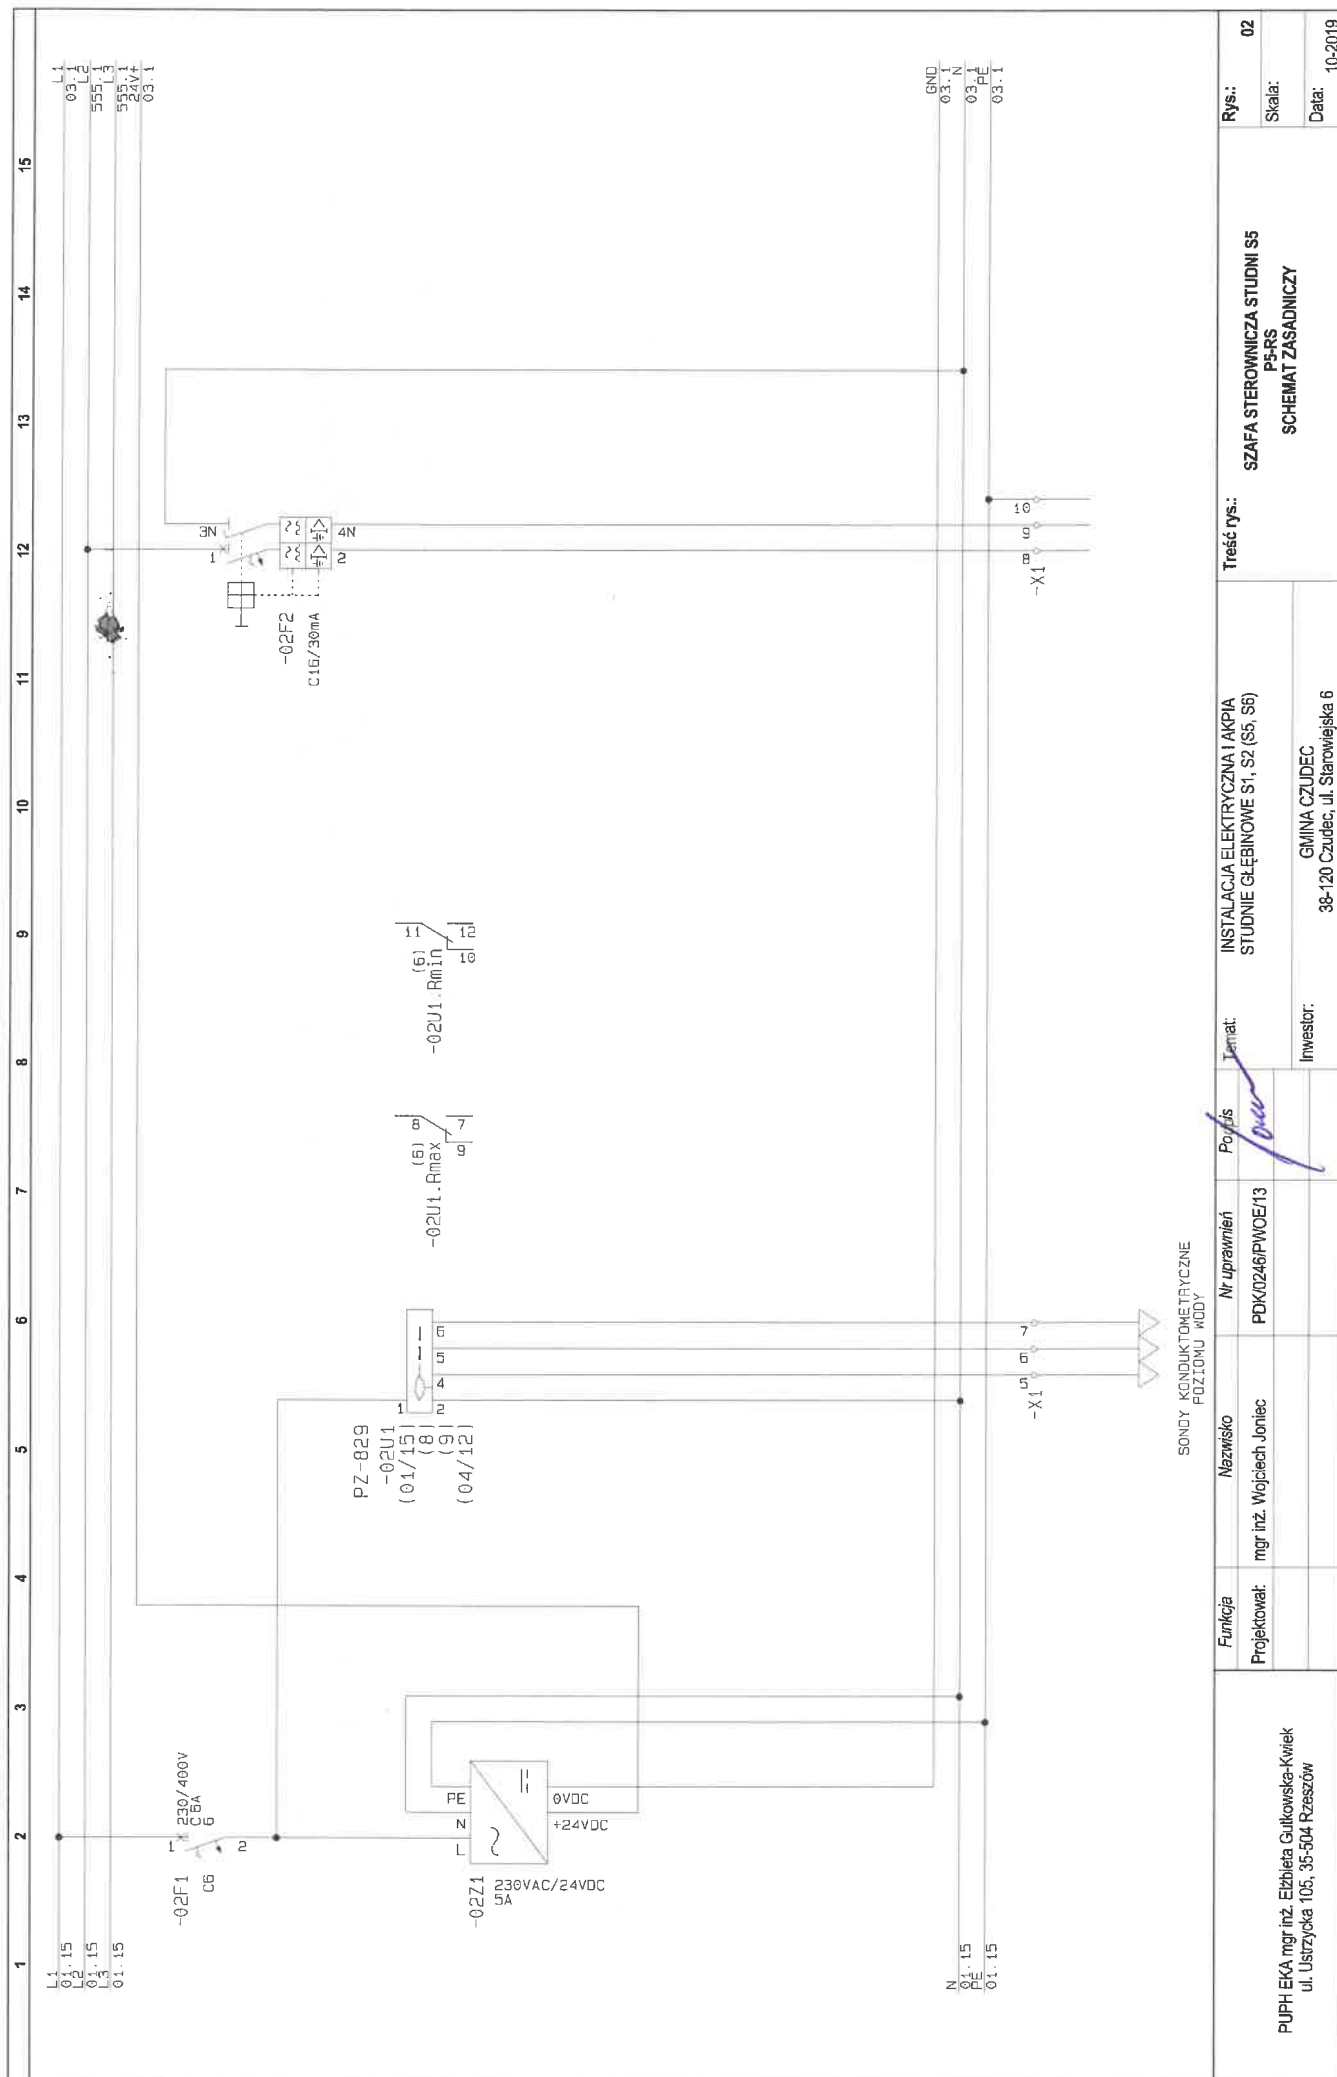 1 2 3 4 5 6 7 8 9 10 11 12 13 14 15
L1
01.15
L2
01.15
L3
01.15
L1
03.1
L2
555.1
L3
555.1
24V+
03.1
-02F1
C6
230/400V
C 6A
6
1
2
-02Z1
230VAC/24VDC
5A
L
N
PE
0VDC
+24VDC
PZ-829
-02U1
(01/15)
(8)
(9)
(04/12)
1
2
4
5
6
-02U1.Rmax
(6)
8
7
9
-02U1.Rmin
(6)
11
12
10
-02F2
C16/30mA
1
3N
2
4N
-X1
5
6
7
SONDY KONDUKTOMETRYCZNE
POZIOMU WODY
-X1
8
9
10
N
01.15
PE
01.15
GND
03.1
N
03.1
PE
03.1
PUPH EKA mgr inż. Elżbieta Gutkowska-Kwiek
ul. Ustrzycka 105, 35-504 Rzeszów
Funkcja Nazwisko Nr uprawnień Podpis
Projektował: mgr inż. Wojciech Joniec PDK/0246/PWOE/13
Temat:
INSTALACJA ELEKTRYCZNA I AKPIA
STUDNIE GŁĘBINOWE S1, S2 (S5, S6)
Inwestor:
GMINA CZUDEC
38-120 Czudec, ul. Starowiejska 6
Treść rys.:
SZAFA STEROWNICZA STUDNI S5
P5-RS
SCHEMAT ZASADNICZY
Rys.: 02
Skala:
Data: 10-2019